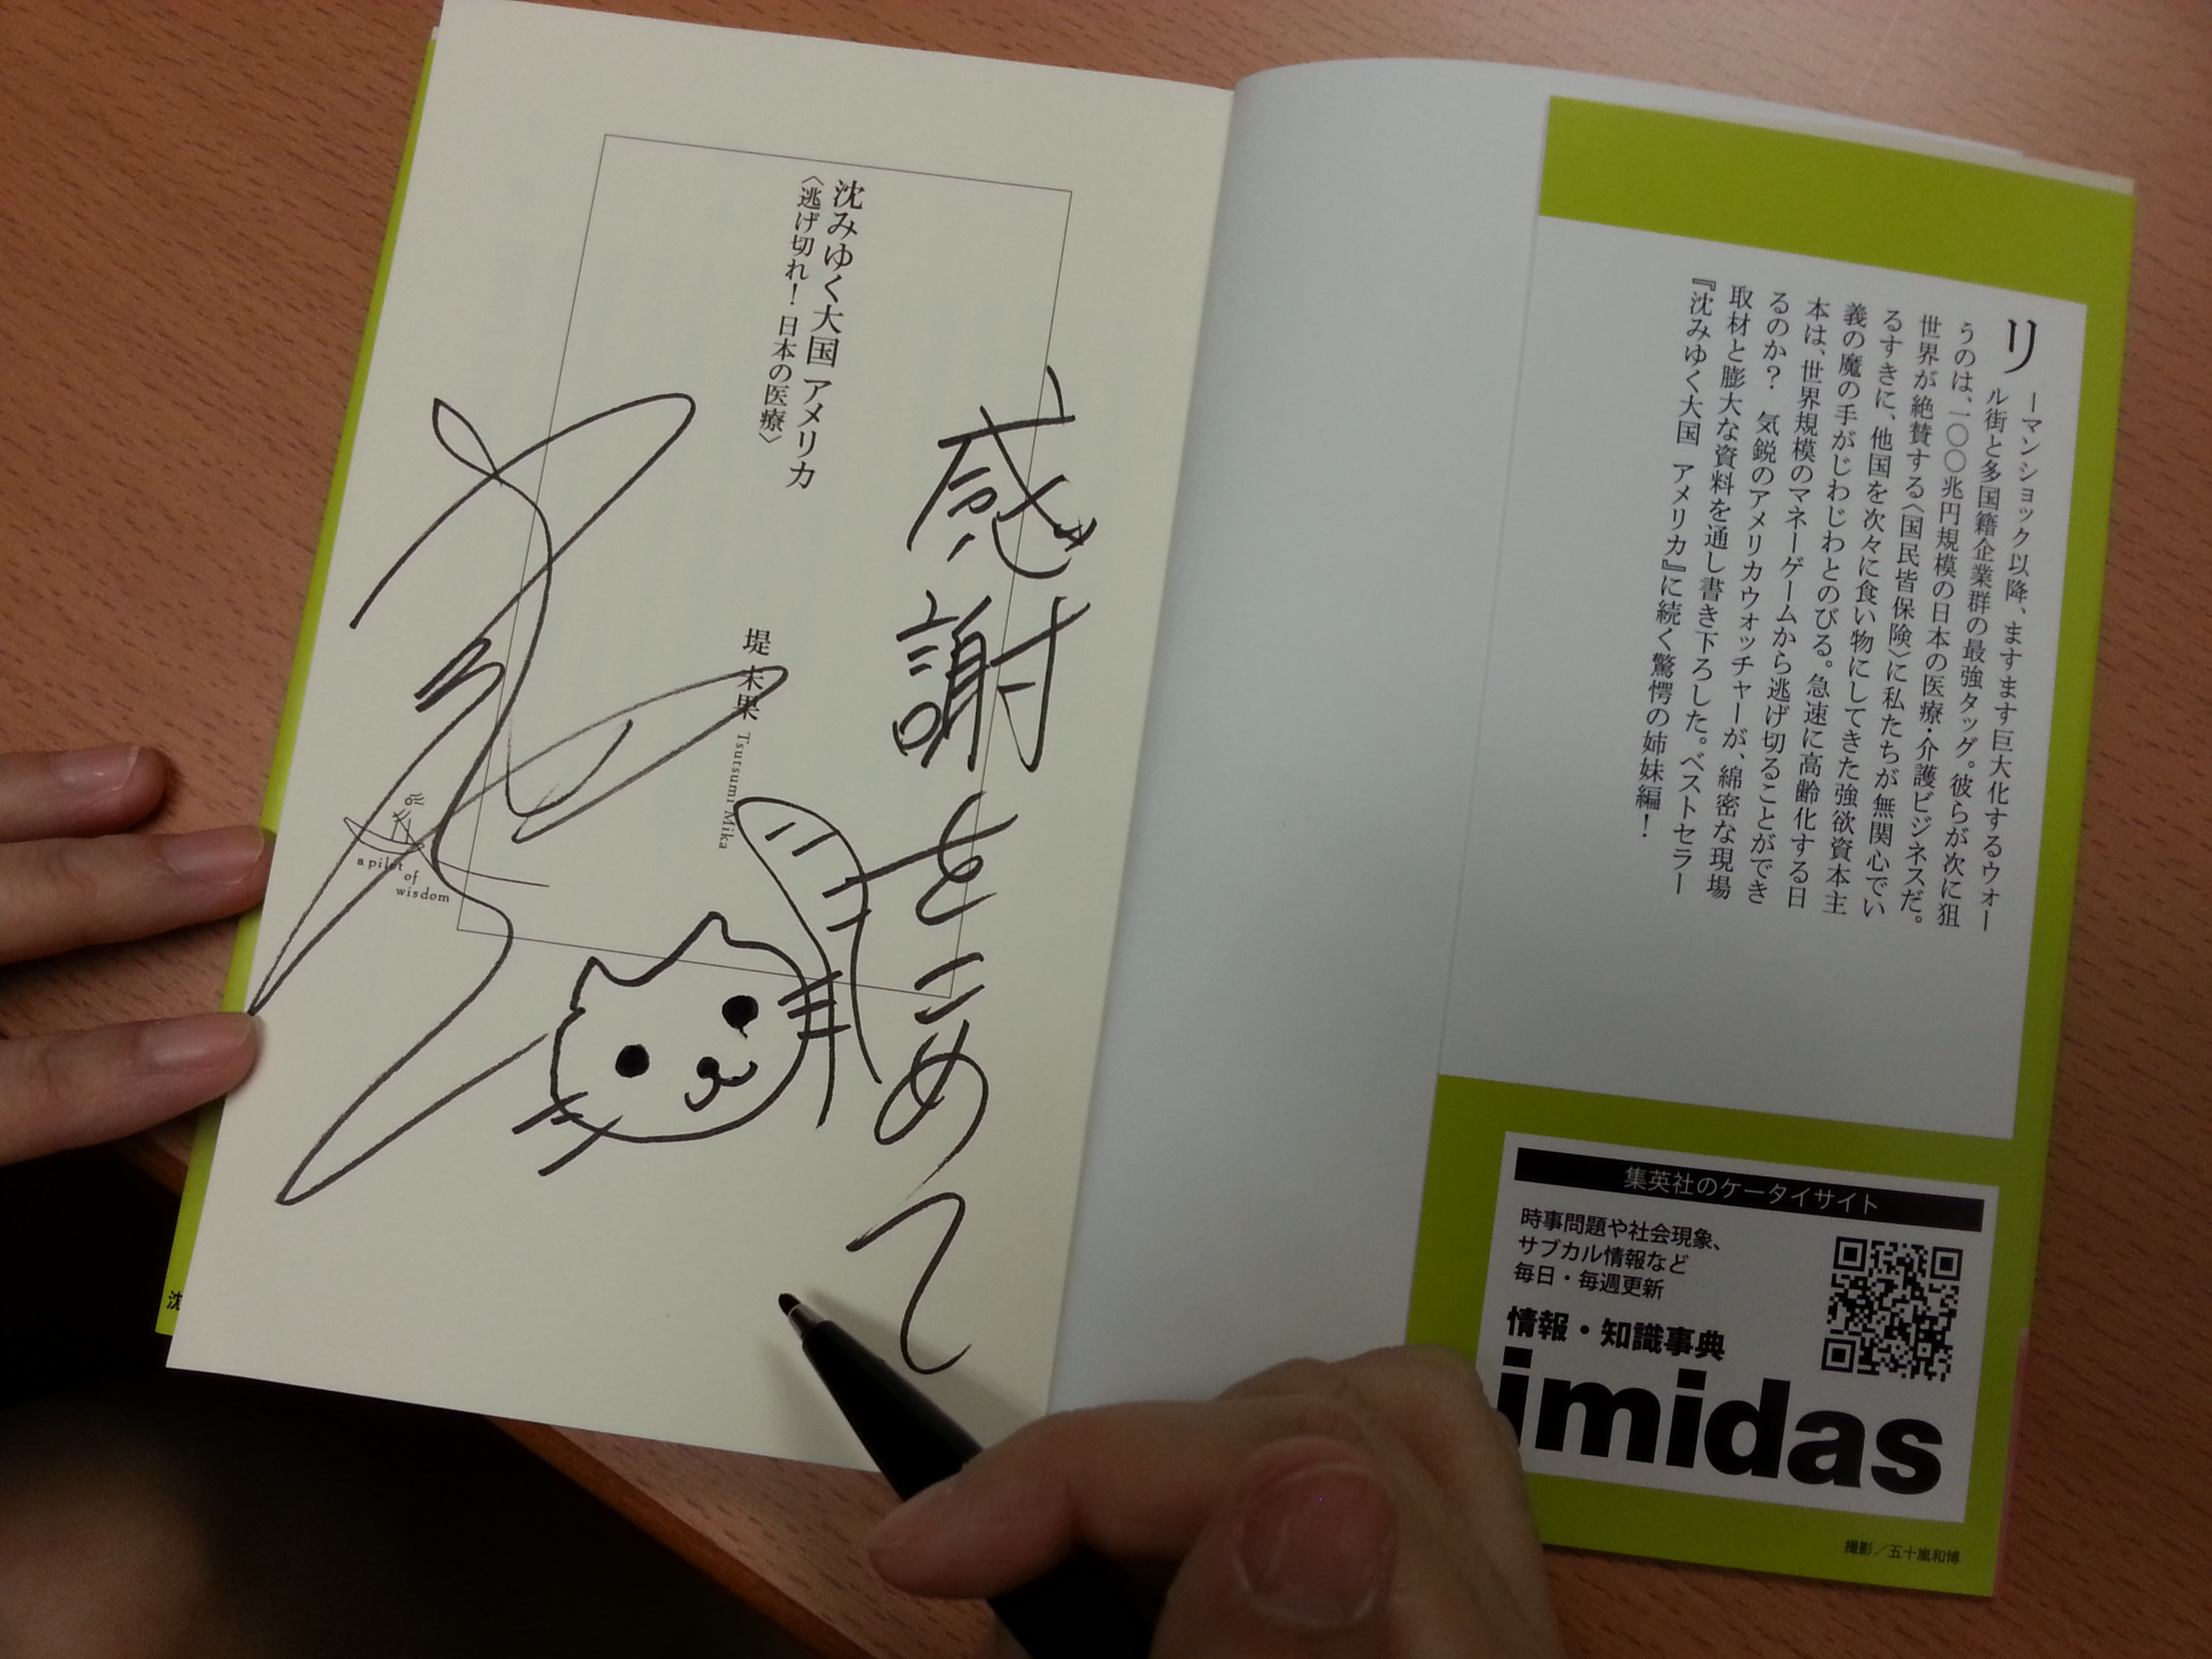 リーマンショック以降、ますます巨大化するウォー
ル街と多国籍企業群の最強タッグ。彼らが次に狙
うのは、一〇〇兆円規模の日本の医療・介護ビジネスだ。
世界が絶賛する〈国民皆保険〉に私たちが無関心でい
るすきに、他国を次々に食い物にしてきた強欲資本主
義の魔の手がじわじわとのびる。急速に高齢化する日
本は、世界規模のマネーゲームから逃げ切ることができ
るのか？　気鋭のアメリカウォッチャーが、綿密な現場
取材と膨大な資料を通し書き下ろした。ベストセラー
『沈みゆく大国 アメリカ』に続く驚愕の姉妹編！
集英社のケータイサイト
時事問題や社会現象、
サブカル情報など
毎日・毎週更新
情報・知識事典
imidas
撮影／五十嵐和博
感謝をこめて
沈みゆく大国 アメリカ
〈逃げ切れ！ 日本の医療〉
堤 未果 Tsutsumi Mika
a pilot
of
wisdom
沈